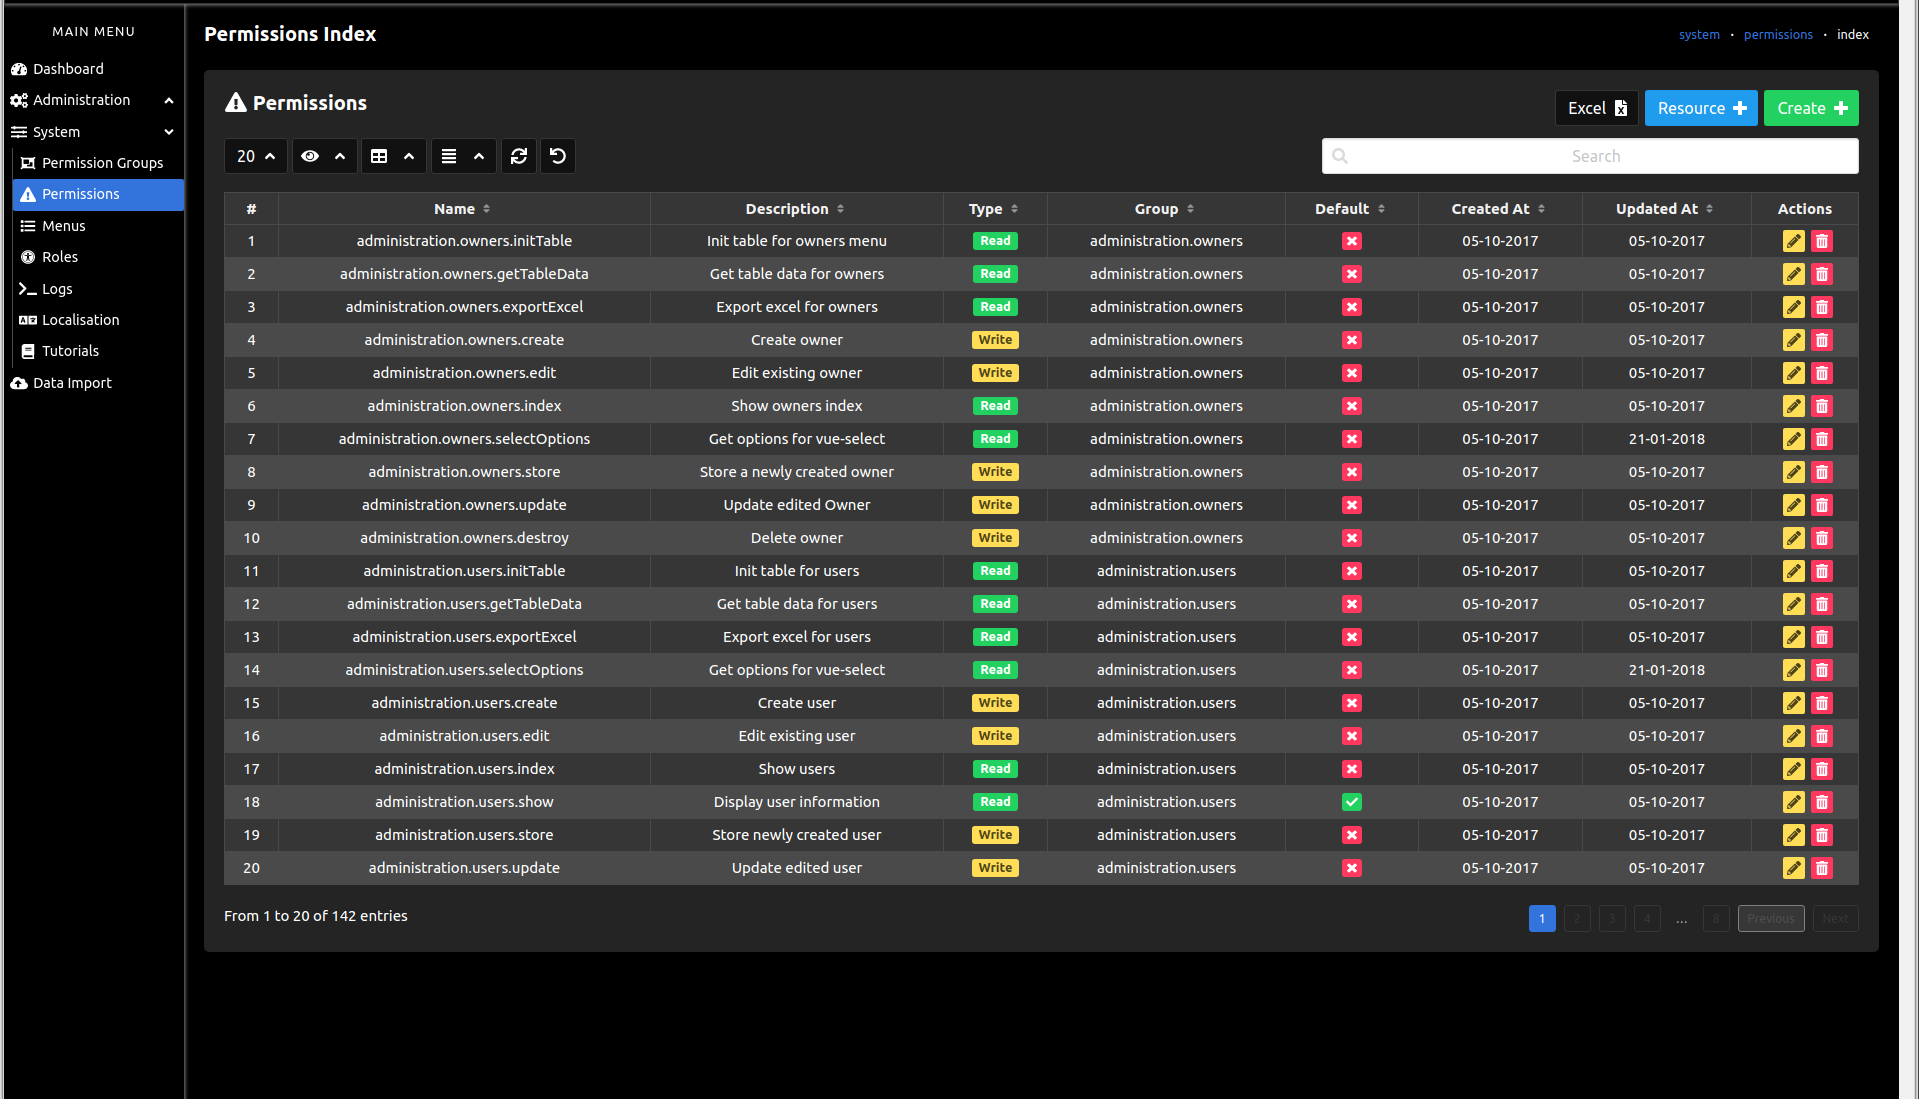 MAIN MENU
Dashboard
Administration
System
Permission Groups
Permissions
Menus
Roles
Logs
Localisation
Tutorials
Data Import
Permissions Index
system · permissions · index
Permissions
Excel Resource Create
20 Search
# Name Description Type Group Default Created At Updated At Actions
1 administration.owners.initTable Init table for owners menu Read administration.owners 05-10-2017 05-10-2017
2 administration.owners.getTableData Get table data for owners Read administration.owners 05-10-2017 05-10-2017
3 administration.owners.exportExcel Export excel for owners Read administration.owners 05-10-2017 05-10-2017
4 administration.owners.create Create owner Write administration.owners 05-10-2017 05-10-2017
5 administration.owners.edit Edit existing owner Write administration.owners 05-10-2017 05-10-2017
6 administration.owners.index Show owners index Read administration.owners 05-10-2017 05-10-2017
7 administration.owners.selectOptions Get options for vue-select Read administration.owners 05-10-2017 21-01-2018
8 administration.owners.store Store a newly created owner Write administration.owners 05-10-2017 05-10-2017
9 administration.owners.update Update edited Owner Write administration.owners 05-10-2017 05-10-2017
10 administration.owners.destroy Delete owner Write administration.owners 05-10-2017 05-10-2017
11 administration.users.initTable Init table for users Read administration.users 05-10-2017 05-10-2017
12 administration.users.getTableData Get table data for users Read administration.users 05-10-2017 05-10-2017
13 administration.users.exportExcel Export excel for users Read administration.users 05-10-2017 05-10-2017
14 administration.users.selectOptions Get options for vue-select Read administration.users 05-10-2017 21-01-2018
15 administration.users.create Create user Write administration.users 05-10-2017 05-10-2017
16 administration.users.edit Edit existing user Write administration.users 05-10-2017 05-10-2017
17 administration.users.index Show users Read administration.users 05-10-2017 05-10-2017
18 administration.users.show Display user information Read administration.users 05-10-2017 05-10-2017
19 administration.users.store Store newly created user Write administration.users 05-10-2017 05-10-2017
20 administration.users.update Update edited user Write administration.users 05-10-2017 05-10-2017
From 1 to 20 of 142 entries
1 2 3 4 ... 8 Previous Next